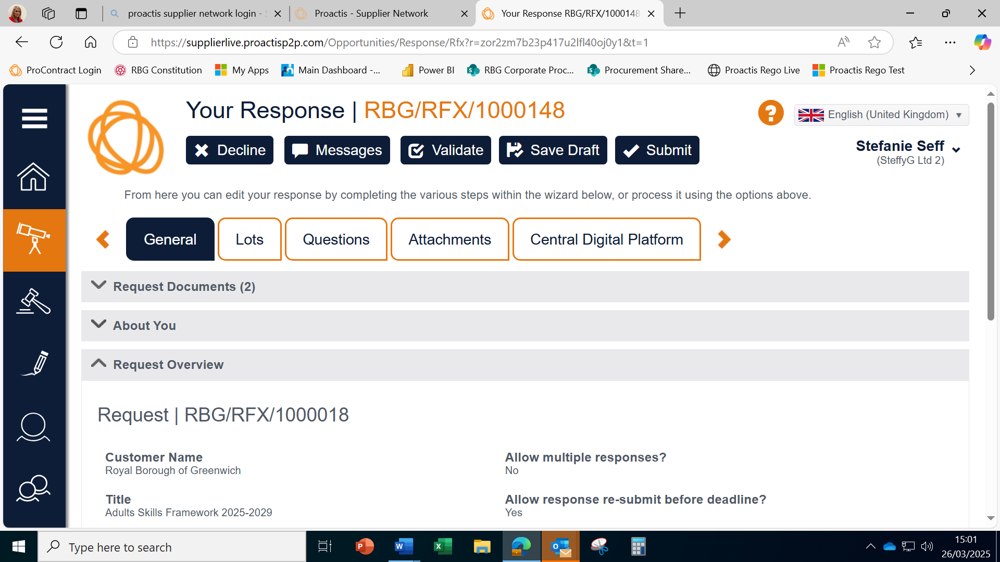 proactis supplier network login -
Proactis - Supplier Network
Your Response RBG/RFX/1000148
https://supplierlive.proactisp2p.com/Opportunities/Response/Rfx?r=zor2zm7b23p417u2lfl40oj0y1&t=1
ProContract Login
RBG Constitution
My Apps
Main Dashboard -...
Power BI
RBG Corporate Proc...
Procurement Share...
Proactis Rego Live
Proactis Rego Test
Your Response | RBG/RFX/1000148
English (United Kingdom)
Decline
Messages
Validate
Save Draft
Submit
Stefanie Seff
(SteffyG Ltd 2)
From here you can edit your response by completing the various steps within the wizard below, or process it using the options above.
General
Lots
Questions
Attachments
Central Digital Platform
Request Documents (2)
About You
Request Overview
Request | RBG/RFX/1000018
Customer Name
Royal Borough of Greenwich
Allow multiple responses?
No
Title
Adults Skills Framework 2025-2029
Allow response re-submit before deadline?
Yes
Type here to search
15:01
26/03/2025